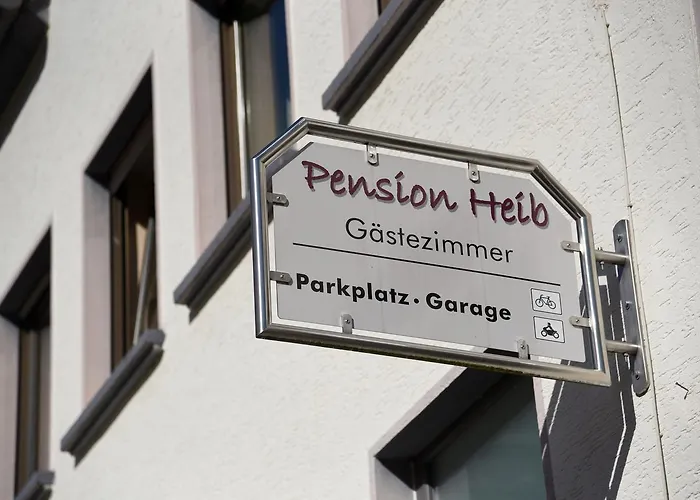 Pension Heib
Gästezimmer
Parkplatz · Garage